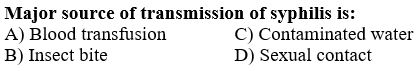 Major source of transmission of syphilis is:
A) Blood transfusion C) Contaminated water
B) Insect bite D) Sexual contact